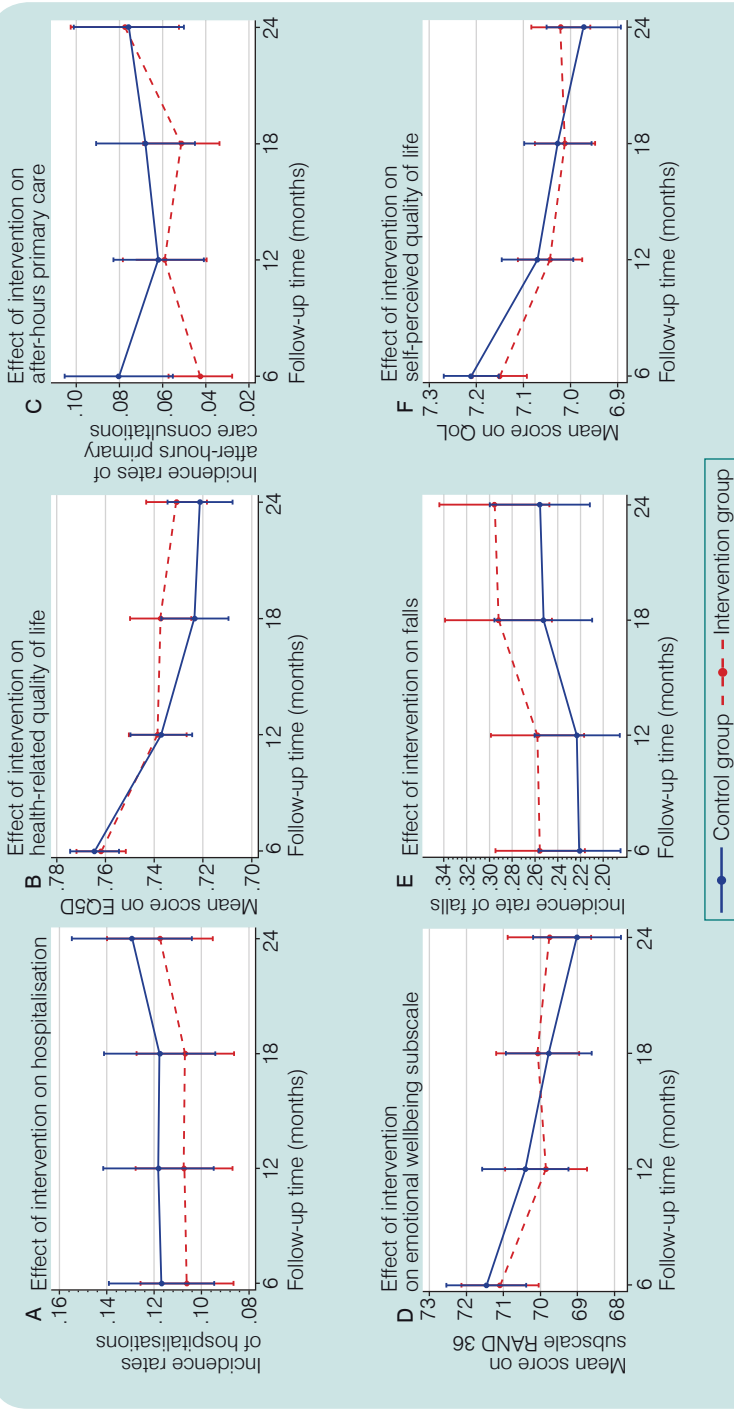 A
Effect of intervention on hospitalisation
Incidence rates
of hospitalisations
.16
.14
.12
.10
.08
6
12
18
24
Follow-up time (months)
B
Effect of intervention on
health-related quality of life
Mean score on EQ5D
.78
.76
.74
.72
.70
6
12
18
24
Follow-up time (months)
C
Effect of intervention on
after-hours primary care
Incidence rates of
after-hours primary
care consultations
.10
.08
.06
.04
.02
6
12
18
24
Follow-up time (months)
D
Effect of intervention
on emotional wellbeing subscale
Mean score on
subscale RAND 36
73
72
71
70
69
68
6
12
18
24
Follow-up time (months)
E
Effect of intervention on falls
Incidence rate of falls
.34
.32
.30
.28
.26
.24
.22
.20
6
12
18
24
Follow-up time (months)
F
Effect of intervention on
self-perceived quality of life
Mean score on QoL
7.3
7.2
7.1
7.0
6.9
6
12
18
24
Follow-up time (months)
Control group
Intervention group